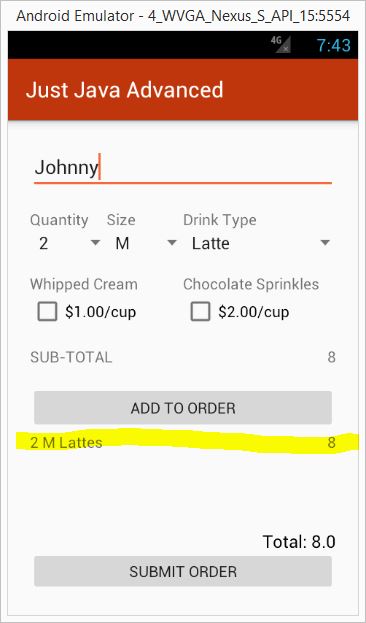 Android Emulator - 4_WVGA_Nexus_S_API_15:5554
4G 7:43
Just Java Advanced
Johnny
Quantity Size Drink Type
2 M Latte
Whipped Cream Chocolate Sprinkles
$1.00/cup $2.00/cup
SUB-TOTAL 8
ADD TO ORDER
2 M Lattes 8
Total: 8.0
SUBMIT ORDER